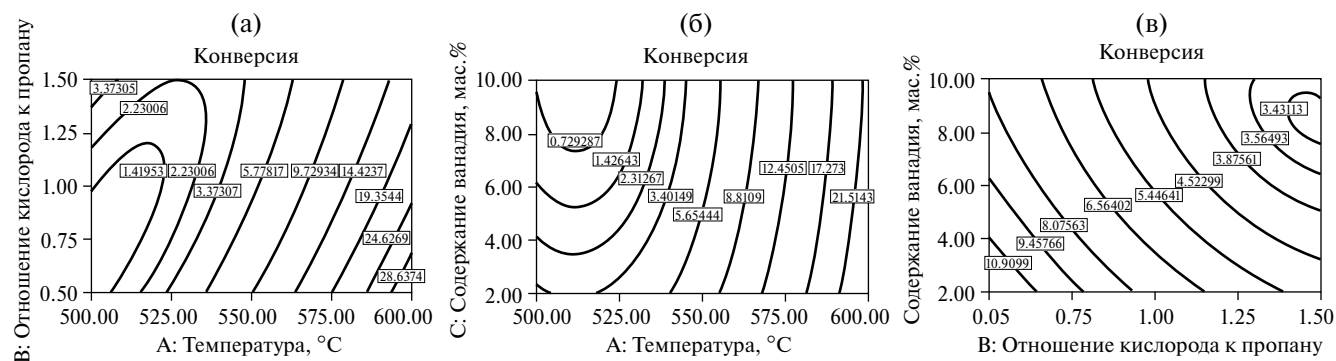 (а)
Конверсия
В: Отношение кислорода к пропану
1.50
1.25
1.00
0.75
0.50
3.37305
2.23006
1.41953
2.23006
3.37307
5.77817
9.72934
14.4237
19.3544
24.6269
28.6374
500.00 525.00 550.00 575.00 600.00
А: Температура, °С
(б)
Конверсия
С: Содержание ванадия, мас.%
10.00
8.00
6.00
4.00
2.00
0.729287
1.42643
2.31267
3.40149
5.65444
8.8109
12.4505
17.273
21.5143
500.00 525.00 550.00 575.00 600.00
А: Температура, °С
(в)
Конверсия
Содержание ванадия, мас.%
10.00
8.00
6.00
4.00
2.00
3.43113
3.56493
3.87561
4.52299
5.44641
6.56402
8.07563
9.45766
10.9099
0.05 0.75 1.00 1.25 1.50
В: Отношение кислорода к пропану